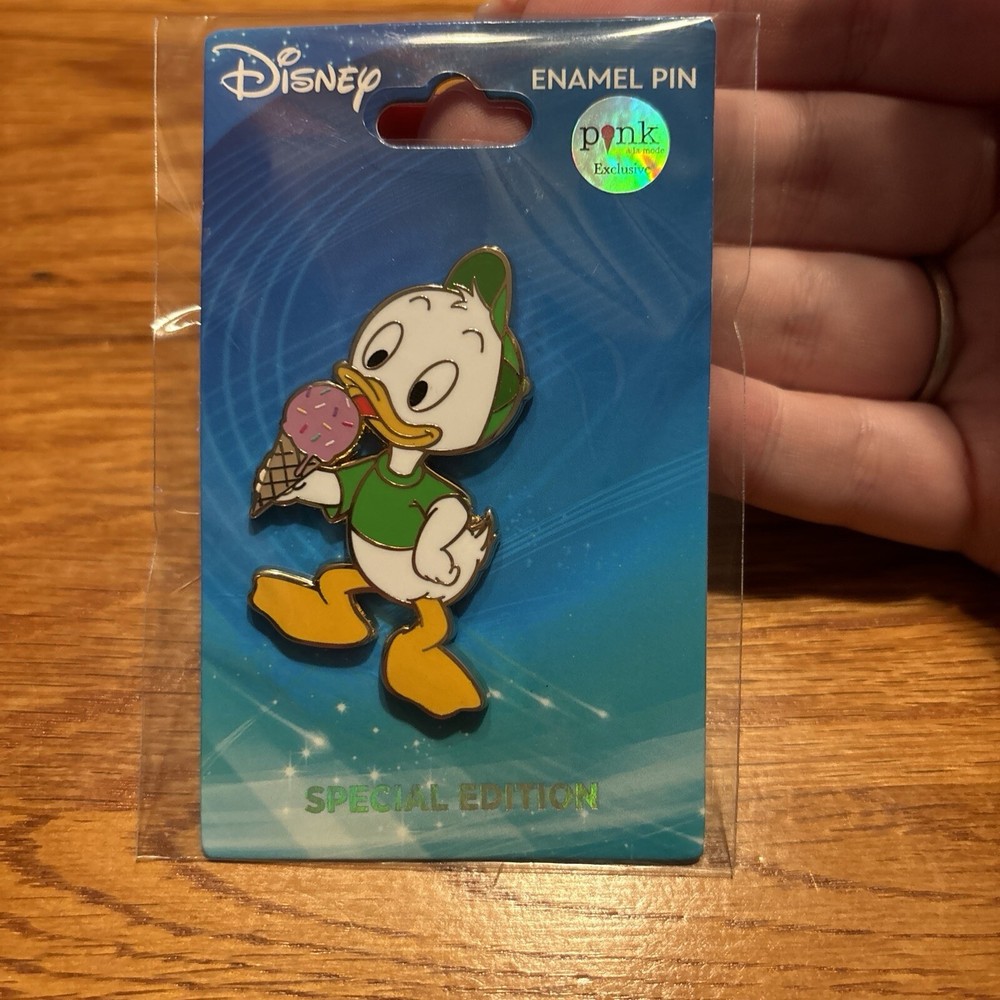 Disney
ENAMEL PIN
pink
a la mode
Exclusive
SPECIAL EDITION